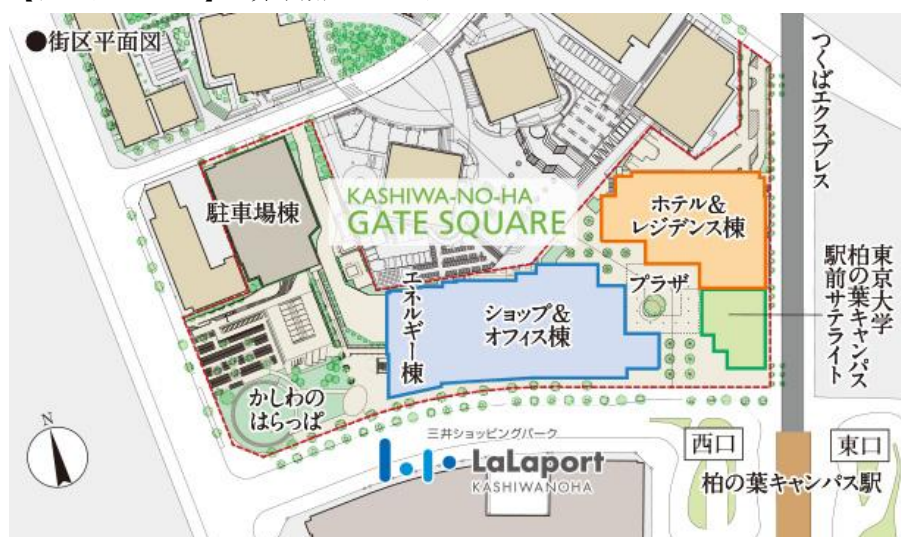 ●街区平面図
つくばエクスプレス
KASHIWA-NO-HA
GATE SQUARE
駐車場棟
ホテル&
レジデンス棟
エネルギー棟
ショップ&
オフィス棟
プラザ
東京大学
柏の葉キャンパス
駅前サテライト
かしわの
はらっぱ
N
三井ショッピングパーク
LaLaport
KASHIWANOHA
西口
東口
柏の葉キャンパス駅